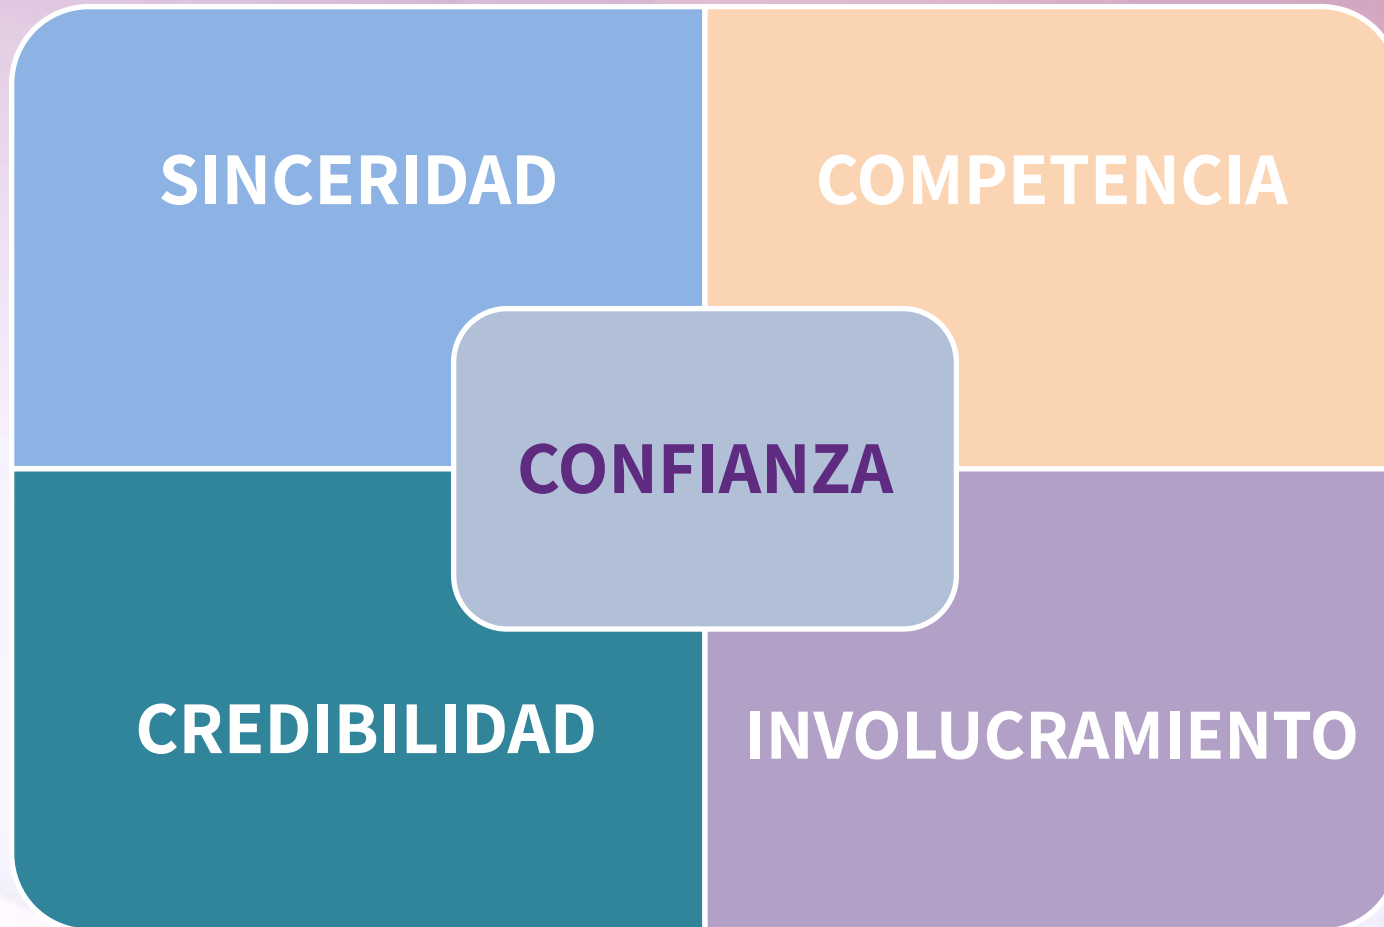 SINCERIDAD
COMPETENCIA
CONFIANZA
CREDIBILIDAD
INVOLUCRAMIENTO